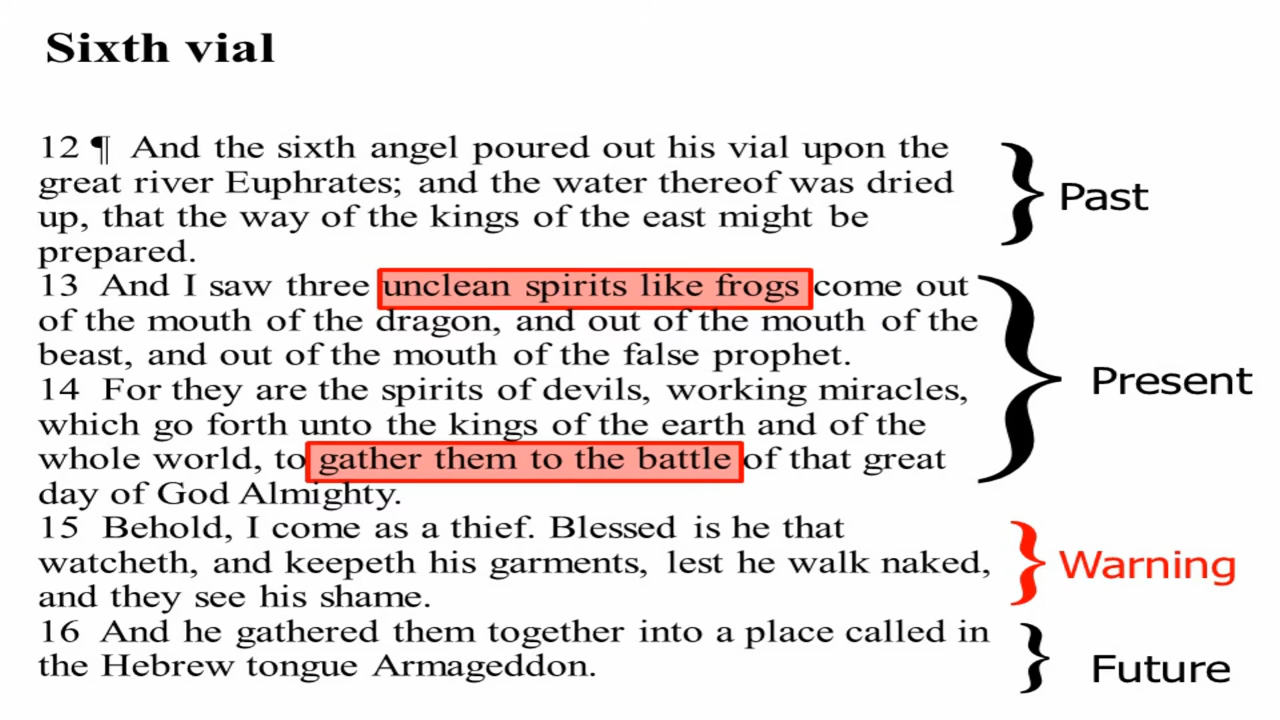 Sixth vial
12 ¶ And the sixth angel poured out his vial upon the
great river Euphrates; and the water thereof was dried
up, that the way of the kings of the east might be
prepared.
Past
13 And I saw three unclean spirits like frogs come out
of the mouth of the dragon, and out of the mouth of the
beast, and out of the mouth of the false prophet.
14 For they are the spirits of devils, working miracles,
which go forth unto the kings of the earth and of the
whole world, to gather them to the battle of that great
day of God Almighty.
Present
15 Behold, I come as a thief. Blessed is he that
watcheth, and keepeth his garments, lest he walk naked,
and they see his shame.
Warning
16 And he gathered them together into a place called in
the Hebrew tongue Armageddon.
Future